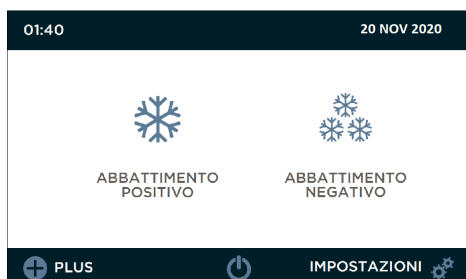 01:40 20 NOV 2020
ABBATTIMENTO POSITIVO
ABBATTIMENTO NEGATIVO
PLUS IMPOSTAZIONI